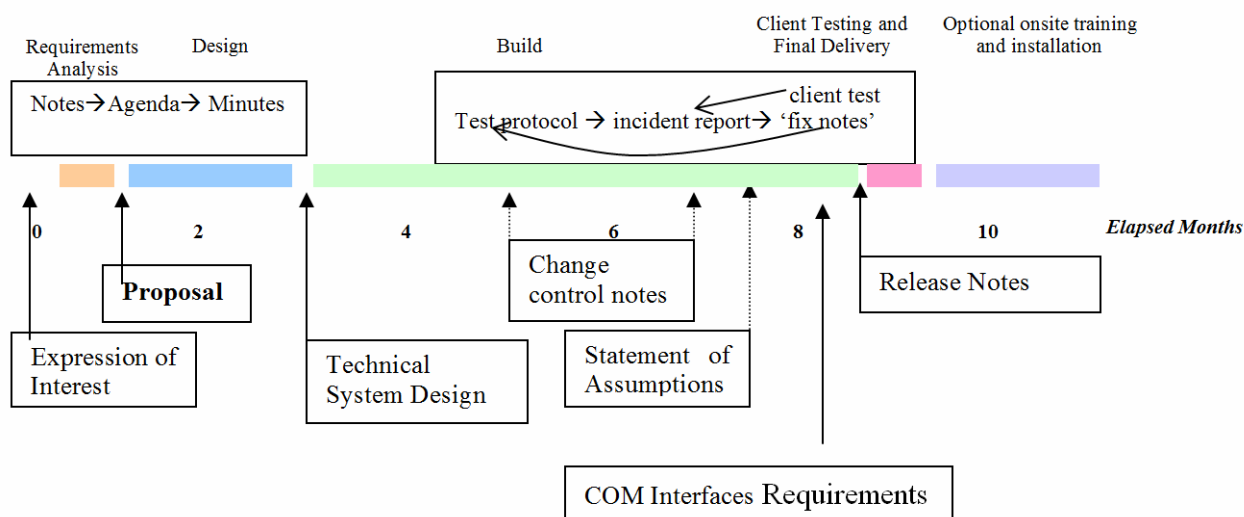 Requirements
Analysis
Design
Build
Client Testing and
Final Delivery
Optional onsite training
and installation
Notes→Agenda→ Minutes
client test
Test protocol → incident report→ ‘fix notes’
0
2
4
6
8
10
Elapsed Months
Proposal
Expression of
Interest
Technical
System Design
Change
control notes
Statement of
Assumptions
Release Notes
COM Interfaces Requirements